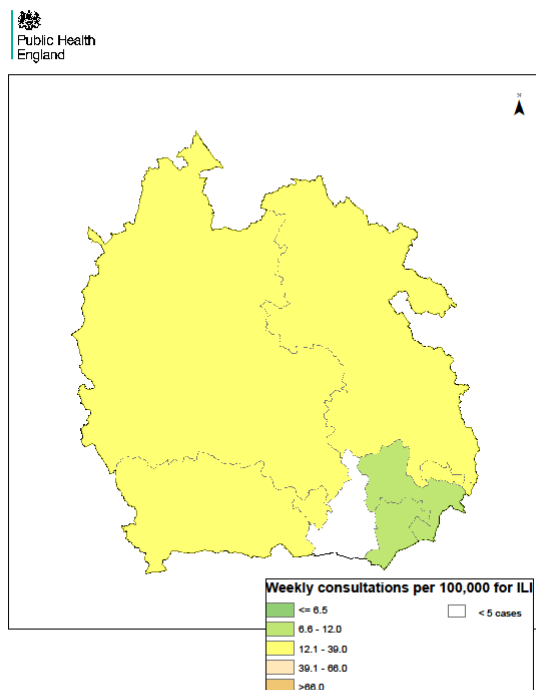 Public Health
England
N
Weekly consultations per 100,000 for ILI
<= 6.5
6.6 - 12.0
12.1 - 39.0
39.1 - 66.0
>66.0
< 5 cases